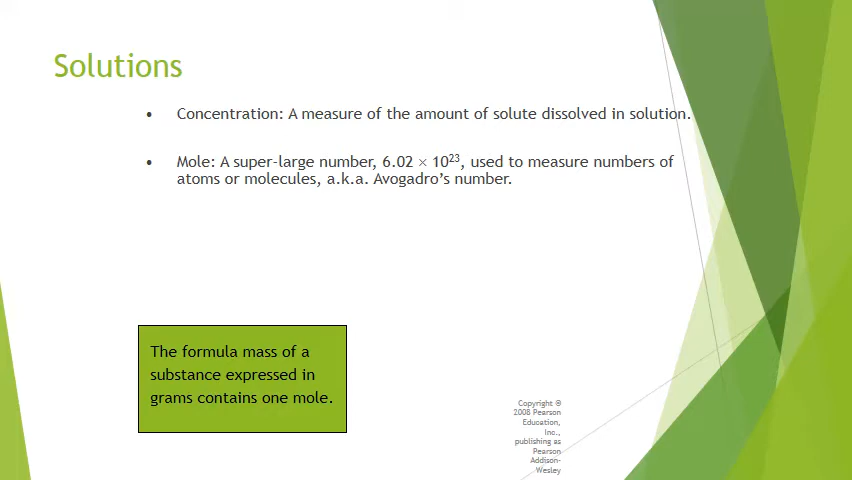 Solutions
• Concentration: A measure of the amount of solute dissolved in solution.
• Mole: A super-large number, 6.02 × 10²³, used to measure numbers of
atoms or molecules, a.k.a. Avogadro’s number.
The formula mass of a
substance expressed in
grams contains one mole.
Copyright ©
2008 Pearson
Education,
Inc.,
publishing as
Pearson
Addison-
Wesley